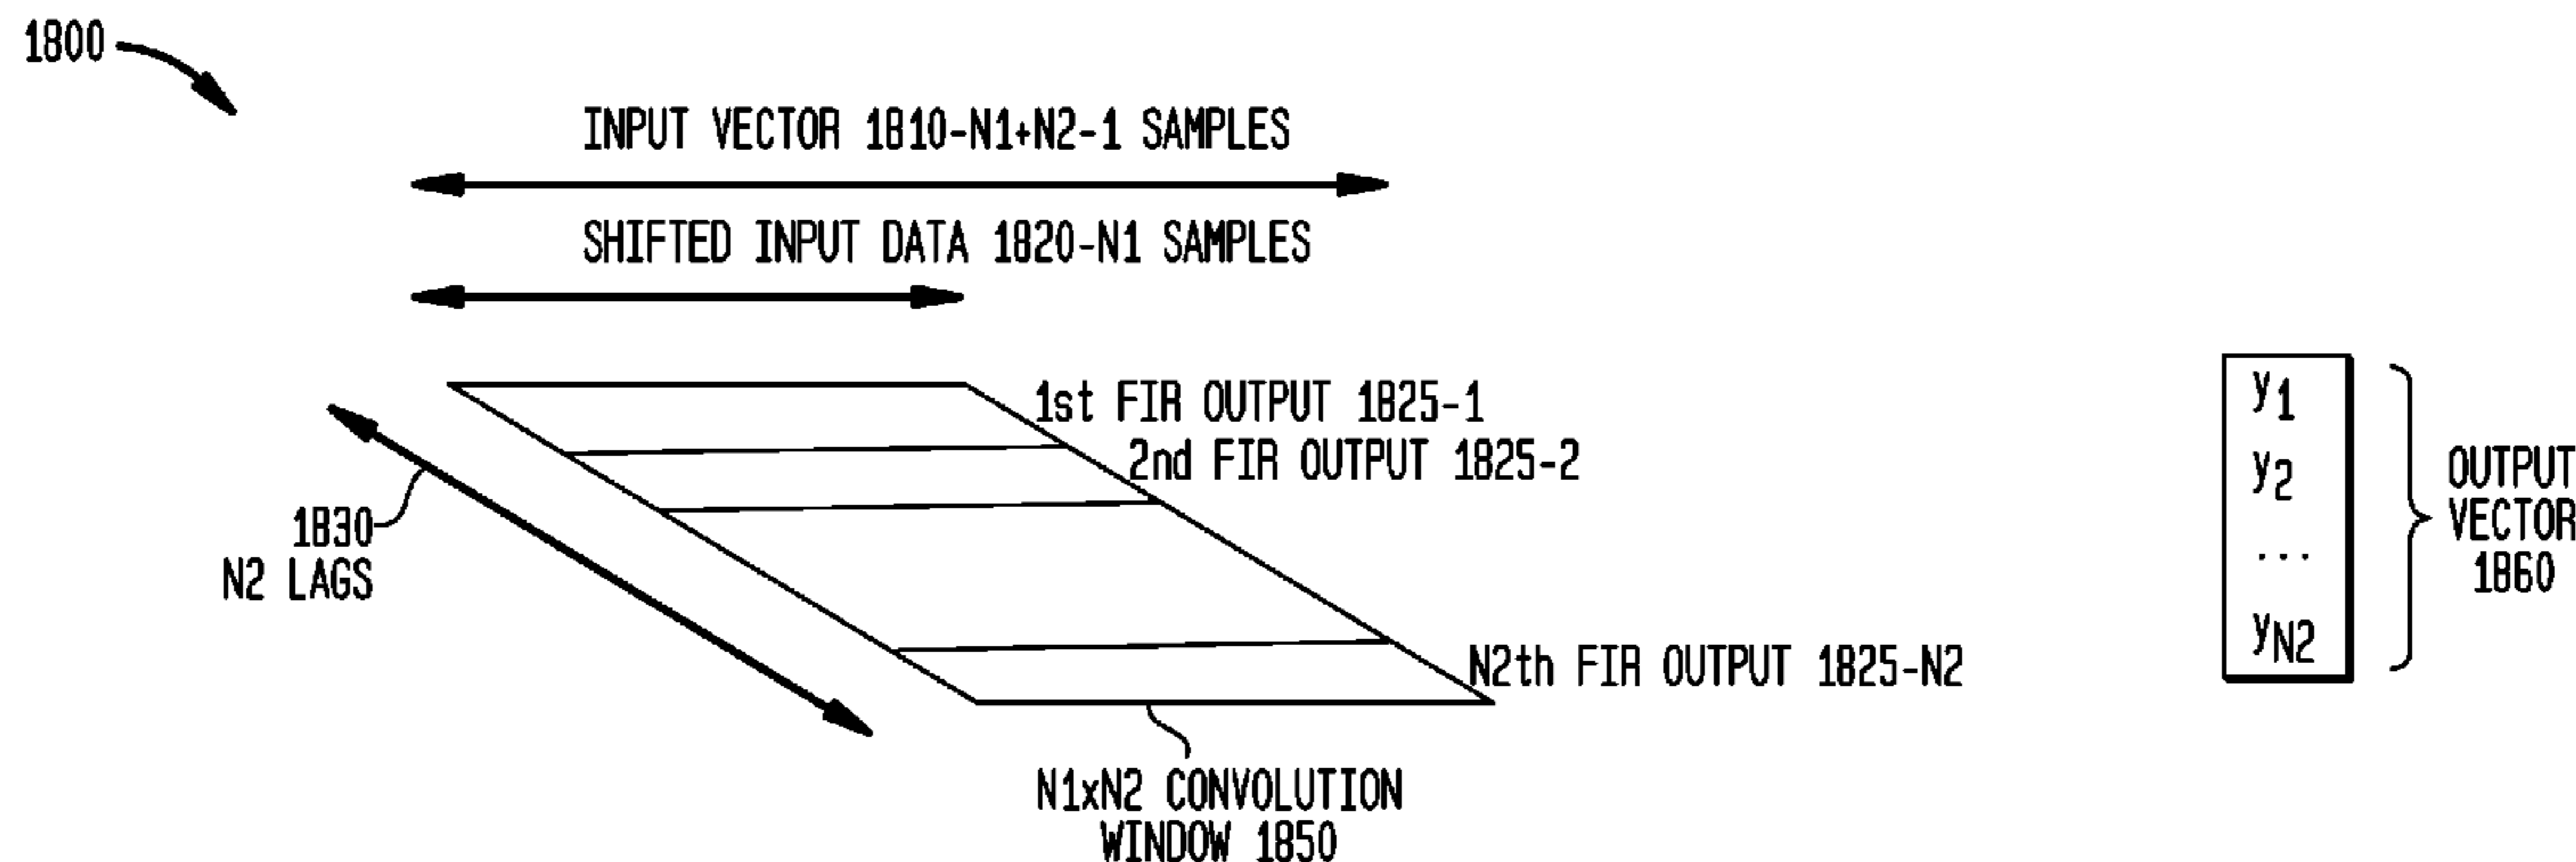 1800
INPUT VECTOR 1810-N1+N2-1 SAMPLES
SHIFTED INPUT DATA 1820-N1 SAMPLES
1st FIR OUTPUT 1825-1
2nd FIR OUTPUT 1825-2
1830
N2 LAGS
N2th FIR OUTPUT 1825-N2
N1xN2 CONVOLUTION
WINDOW 1850
y1
y2
...
yN2
OUTPUT
VECTOR
1860